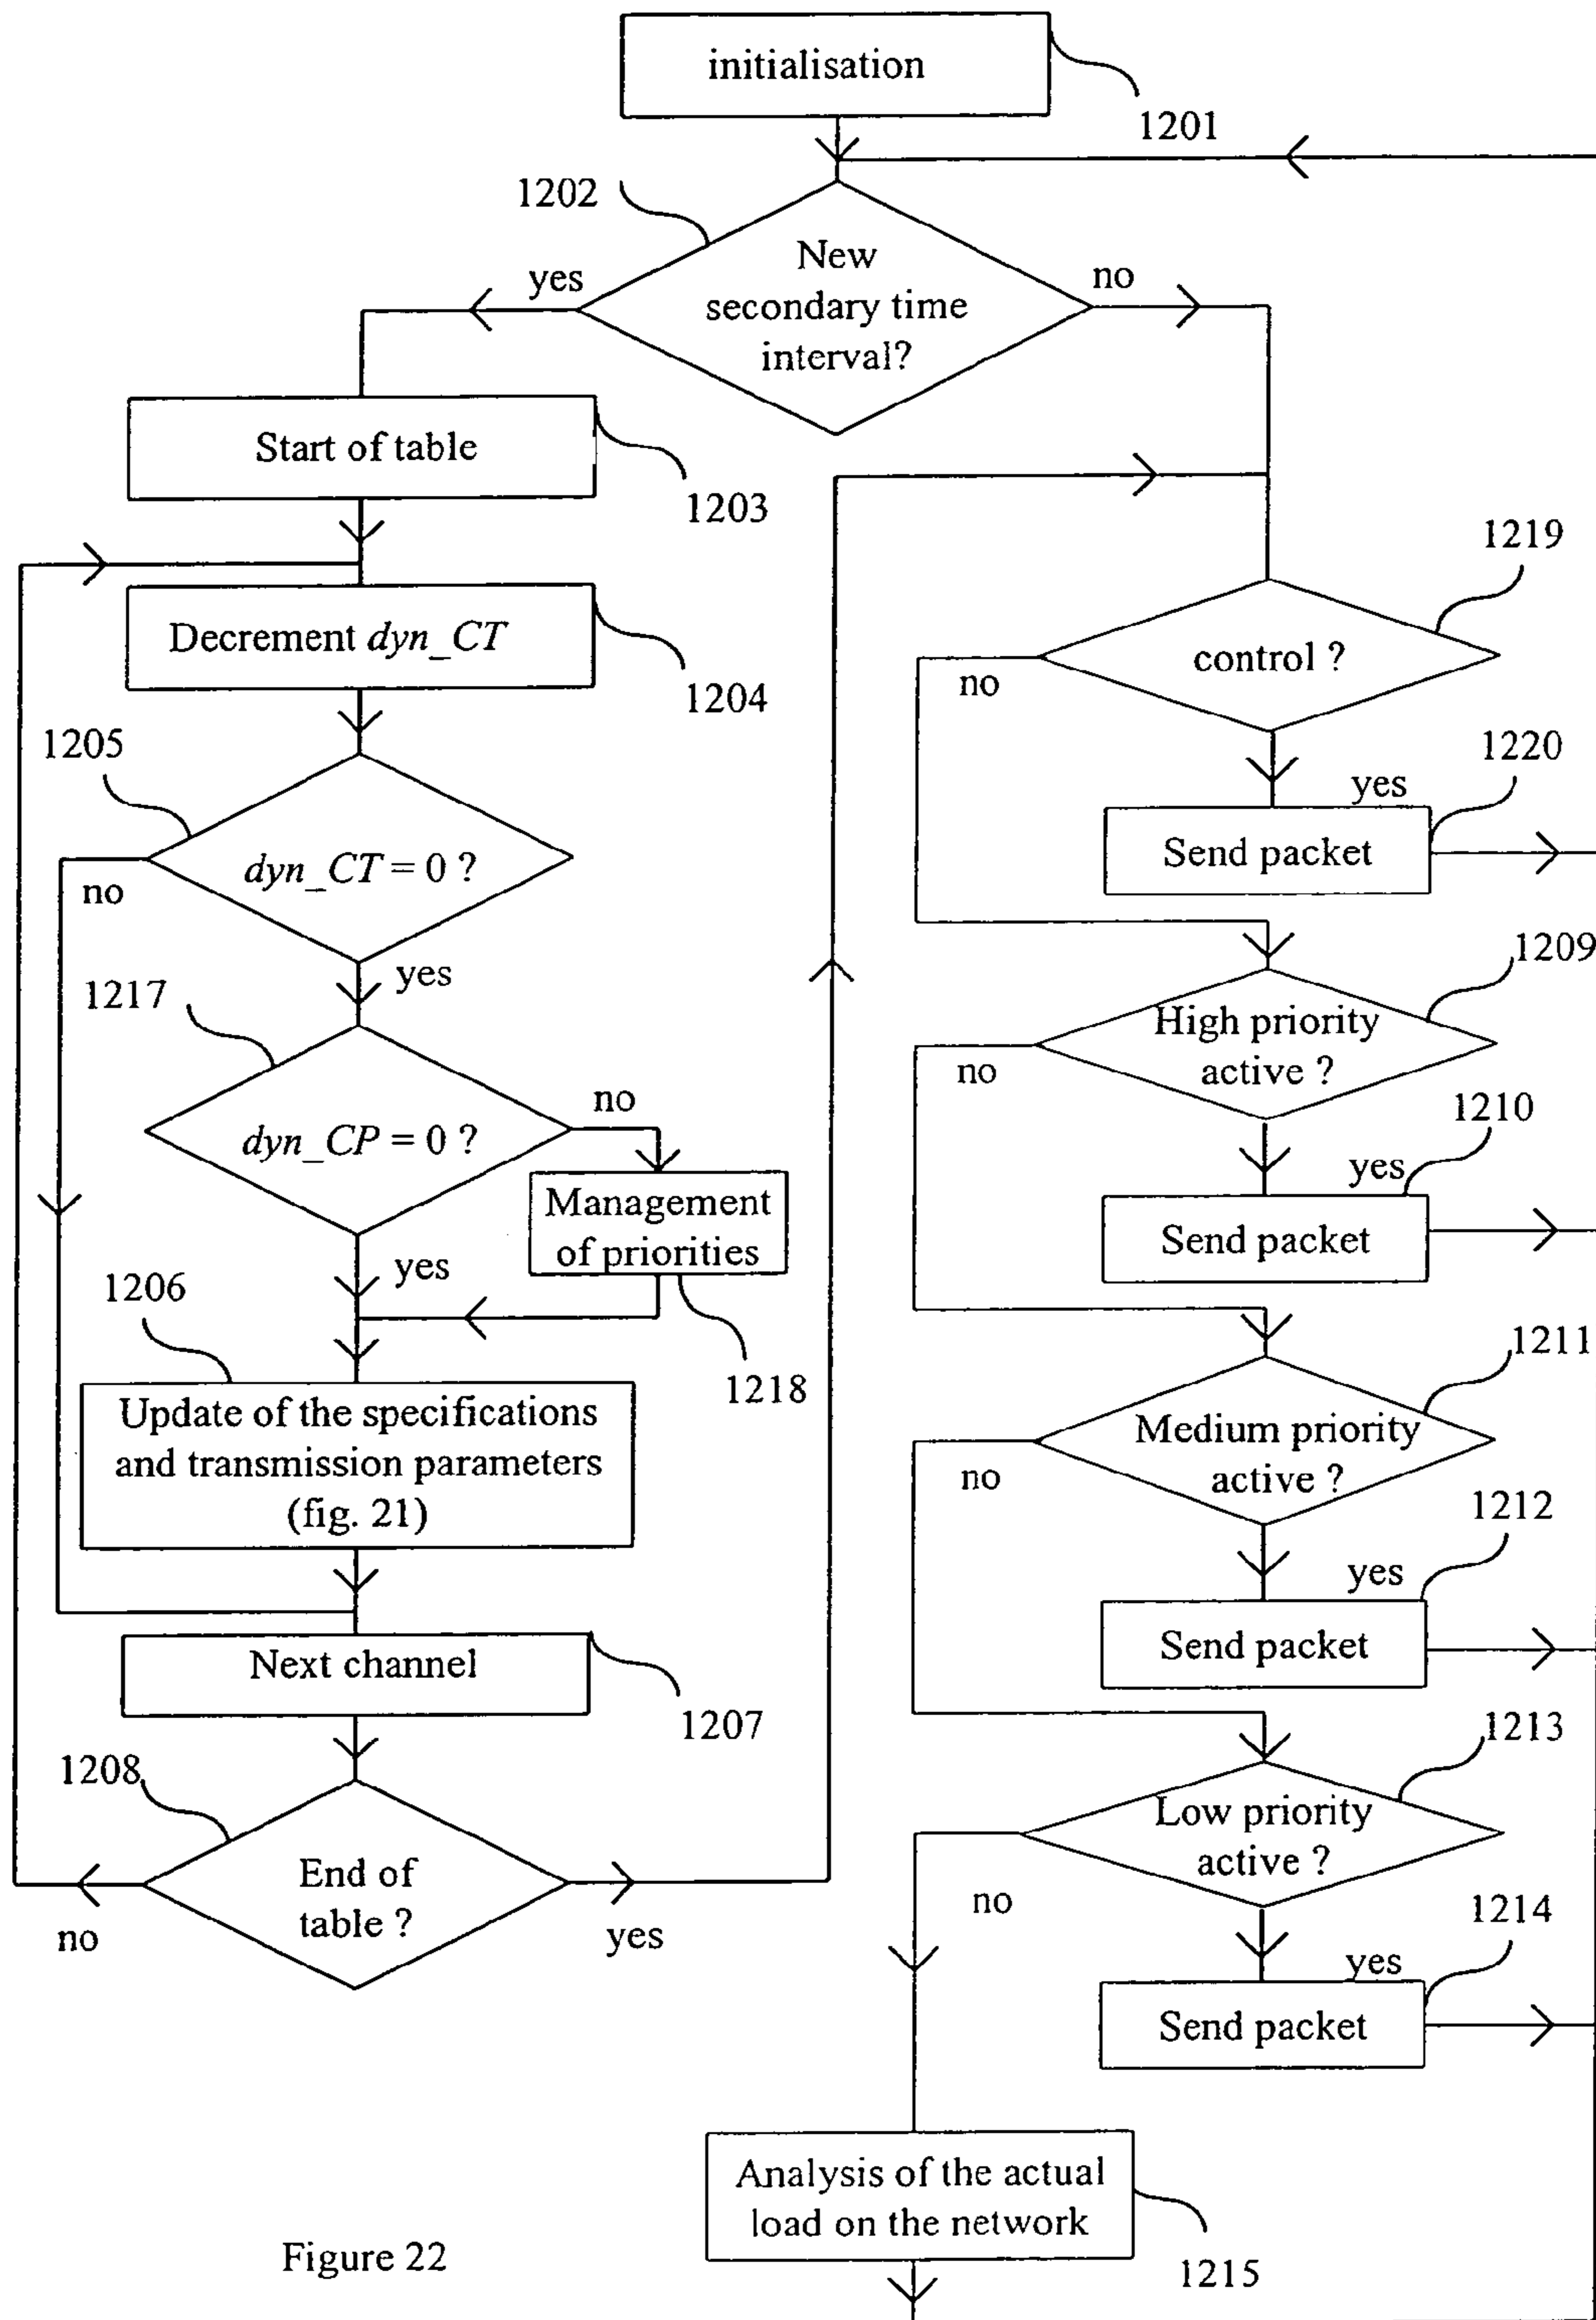 initialisation
1201
1202
New
secondary time
interval?
yes
no
Start of table
1203
Decrement dyn_CT
1204
1205
dyn_CT = 0 ?
no
yes
1217
dyn_CP = 0 ?
no
Management
of priorities
1218
yes
1206
Update of the specifications
and transmission parameters
(fig. 21)
Next channel
1207
1208
End of
table ?
no
yes
1219
control ?
no
1220
yes
Send packet
1209
High priority
active ?
no
1210
yes
Send packet
1211
Medium priority
active ?
no
1212
yes
Send packet
1213
Low priority
active ?
no
1214
yes
Send packet
Analysis of the actual
load on the network
1215
Figure 22